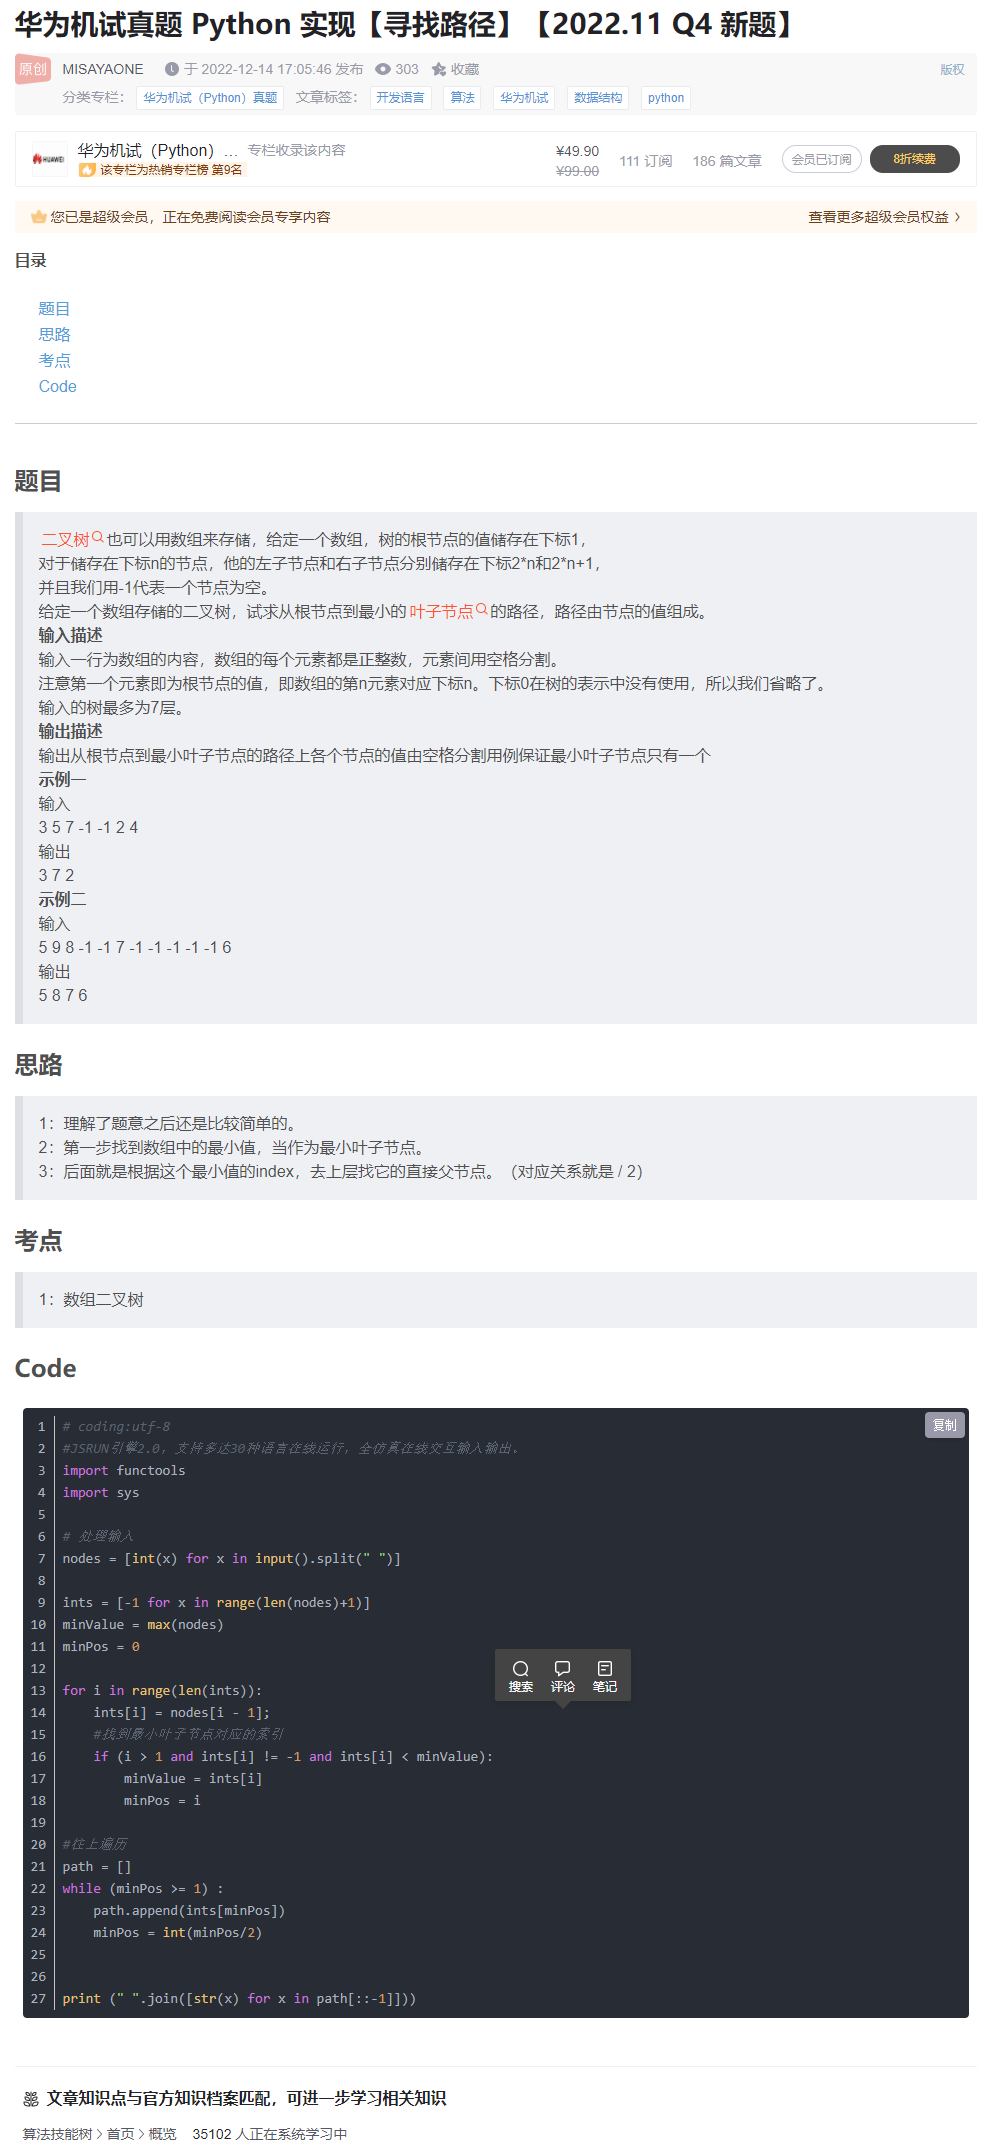 华为机试真题 Python 实现【寻找路径】【2022.11 Q4 新题】
原创 MISAYAONE 于 2022-12-14 17:05:46 发布 303 收藏 版权
分类专栏： 华为机试（Python）真题 文章标签： 开发语言 算法 华为机试 数据结构 python
HUAWEI 华为机试（Python）... 专栏收录该内容 ¥49.90 111 订阅 186 篇文章 会员已订阅 8折续费
该专栏为热销专栏榜 第9名 ¥99.00
您已是超级会员，正在免费阅读会员专享内容 查看更多超级会员权益 >
目录
题目
思路
考点
Code
题目
二叉树也可以用数组来存储，给定一个数组，树的根节点的值储存在下标1，
对于储存在下标n的节点，他的左子节点和右子节点分别储存在下标2*n和2*n+1，
并且我们用-1代表一个节点为空。
给定一个数组存储的二叉树，试求从根节点到最小的叶子节点的路径，路径由节点的值组成。
输入描述
输入一行为数组的内容，数组的每个元素都是正整数，元素间用空格分割。
注意第一个元素即为根节点的值，即数组的第n元素对应下标n。下标0在树的表示中没有使用，所以我们省略了。
输入的树最多为7层。
输出描述
输出从根节点到最小叶子节点的路径上各个节点的值由空格分割用例保证最小叶子节点只有一个
示例一
输入
3 5 7 -1 -1 2 4
输出
3 7 2
示例二
输入
5 9 8 -1 -1 7 -1 -1 -1 -1 -1 6
输出
5 8 7 6
思路
1：理解了题意之后还是比较简单的。
2：第一步找到数组中的最小值，当作为最小叶子节点。
3：后面就是根据这个最小值的index，去上层找它的直接父节点。（对应关系就是 / 2）
考点
1：数组二叉树
Code
复制
1 # coding:utf-8
2 #JSRUN引擎2.0，支持多达30种语言在线运行，全仿真在线交互输入输出。
3 import functools
4 import sys
5
6 # 处理输入
7 nodes = [int(x) for x in input().split(" ")]
8
9 ints = [-1 for x in range(len(nodes)+1)]
10 minValue = max(nodes)
11 minPos = 0
12
13 for i in range(len(ints)):
14     ints[i] = nodes[i - 1];
15     #找到最小叶子节点对应的索引
16     if (i > 1 and ints[i] != -1 and ints[i] < minValue):
17         minValue = ints[i]
18         minPos = i
19
20 #往上遍历
21 path = []
22 while (minPos >= 1) :
23     path.append(ints[minPos])
24     minPos = int(minPos/2)
25
26
27 print (" ".join([str(x) for x in path[::-1]]))
搜索 评论 笔记
文章知识点与官方知识档案匹配，可进一步学习相关知识
算法技能树 > 首页 > 概览 35102 人正在系统学习中